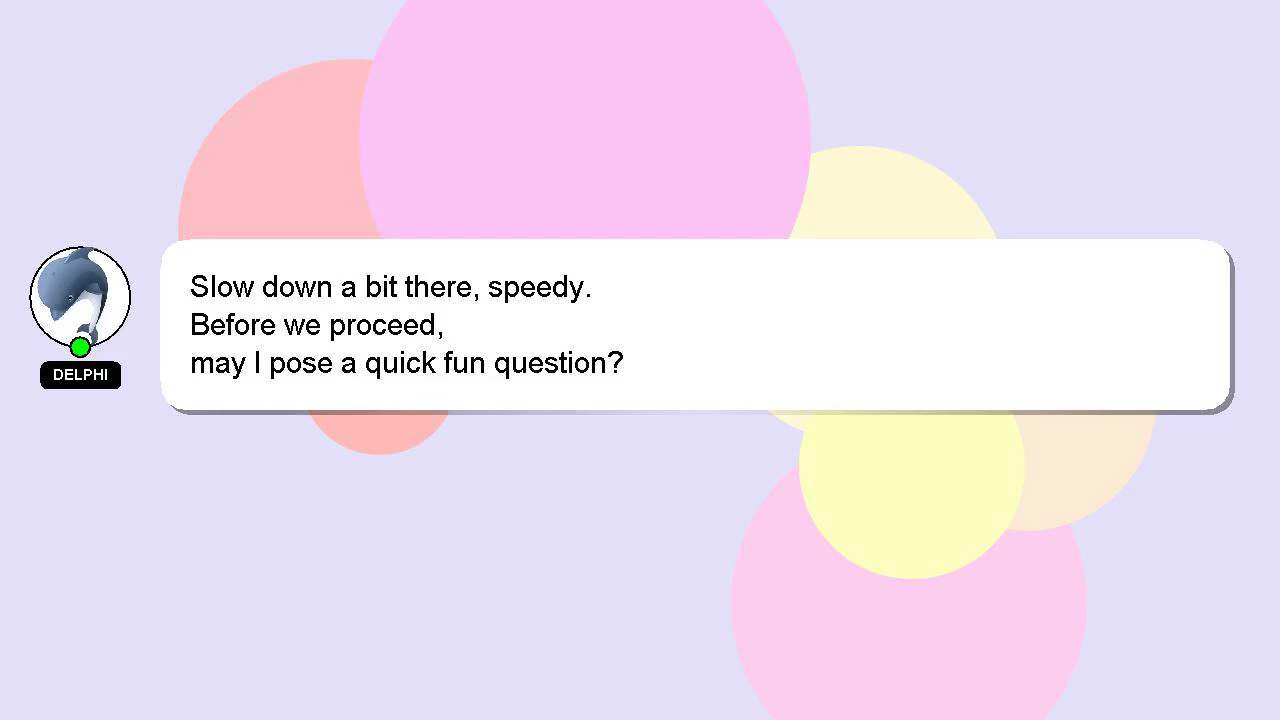 Slow down a bit there, speedy.
Before we proceed,
may I pose a quick fun question?
DELPHI